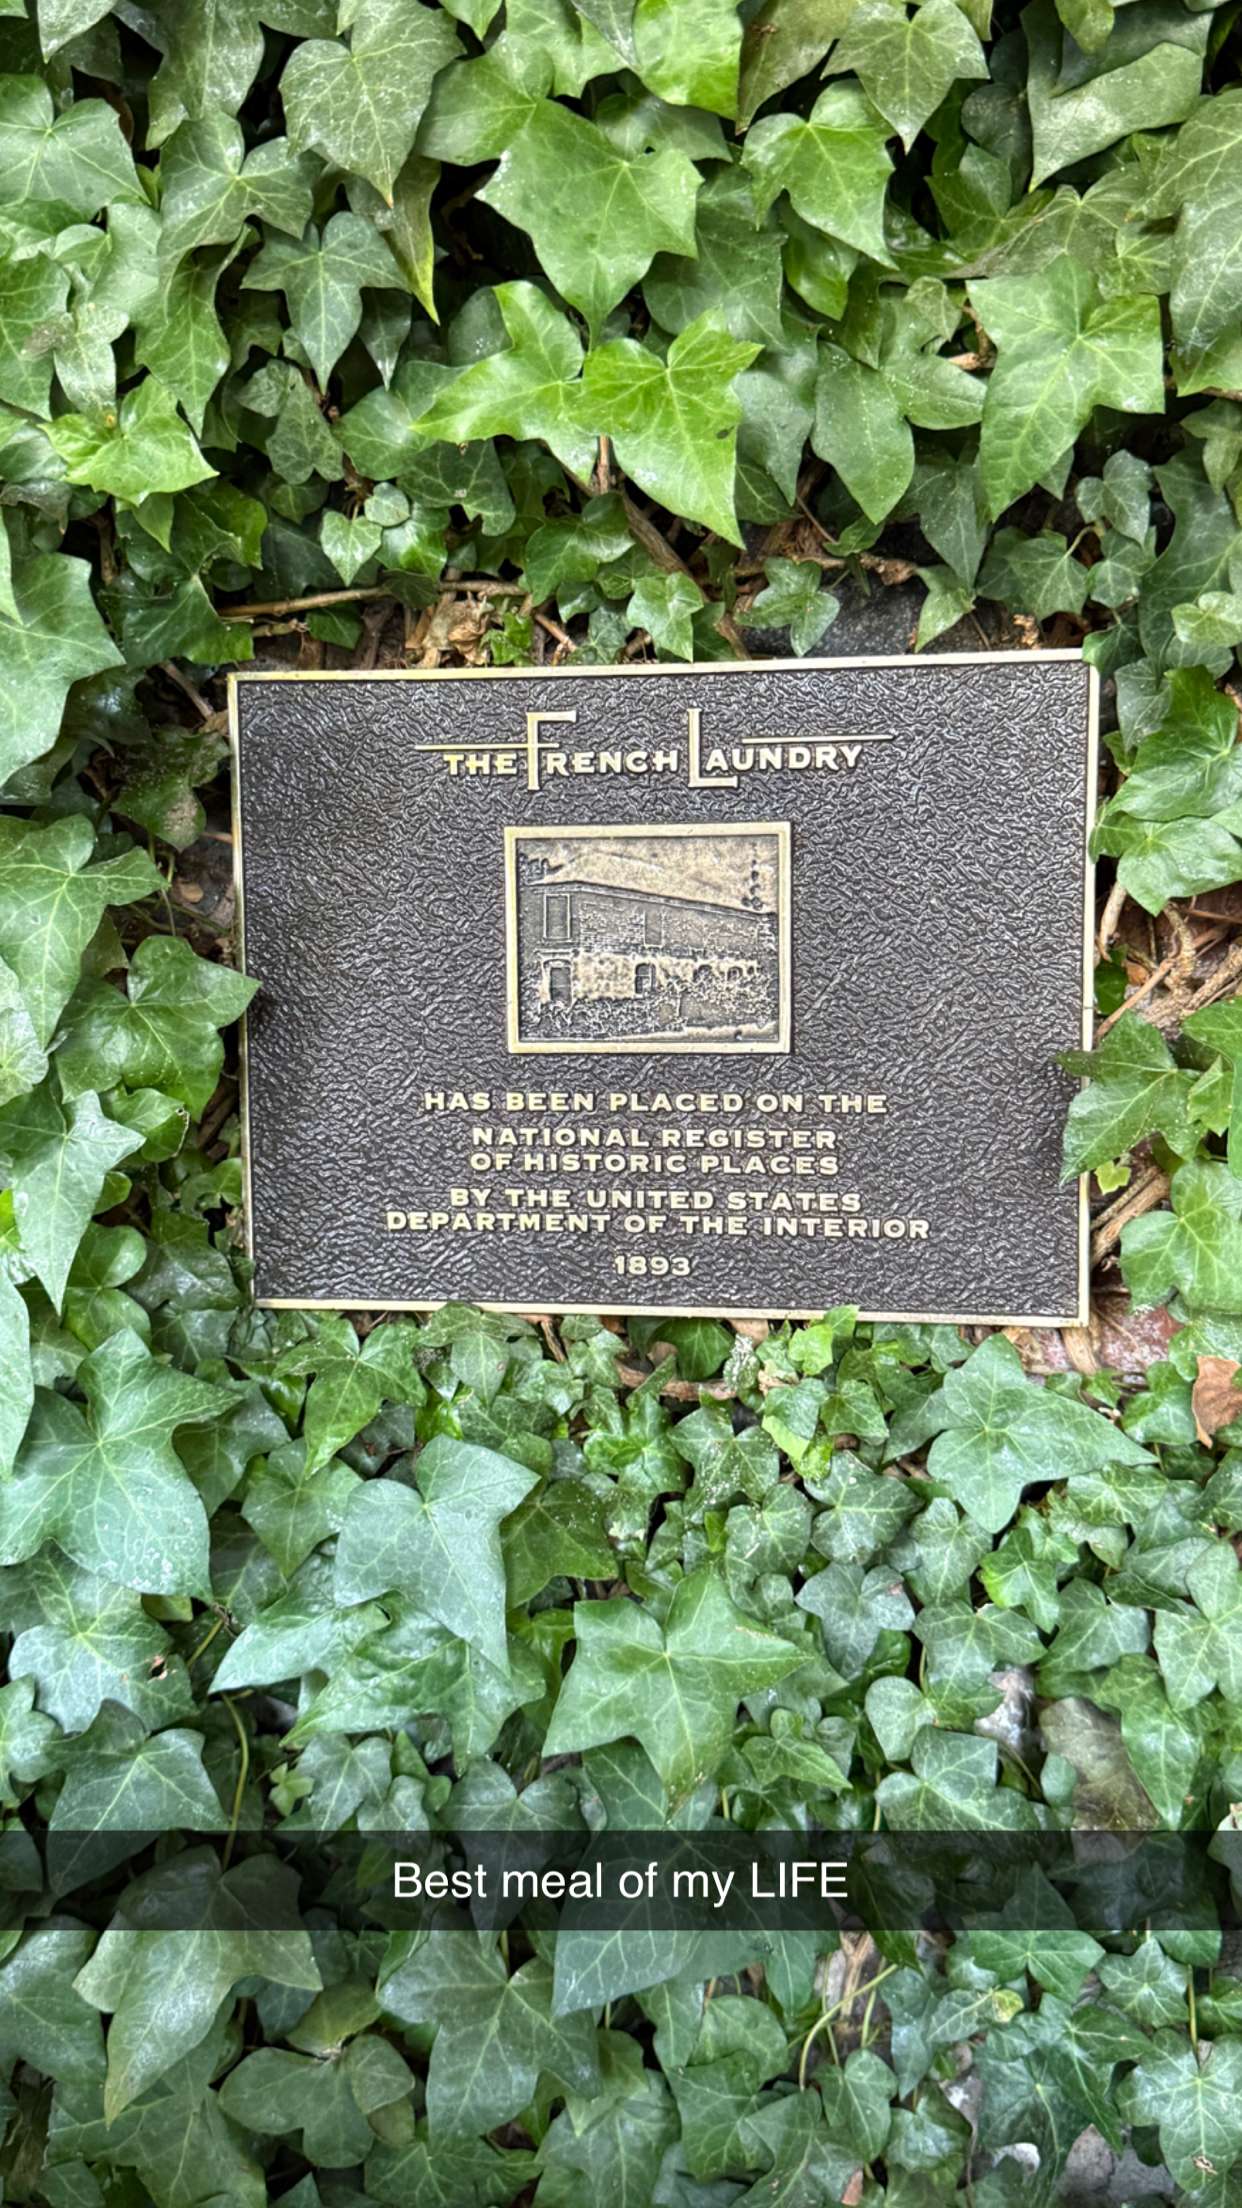 THE FRENCH LAUNDRY
HAS BEEN PLACED ON THE
NATIONAL REGISTER
OF HISTORIC PLACES
BY THE UNITED STATES
DEPARTMENT OF THE INTERIOR
1893
Best meal of my LIFE